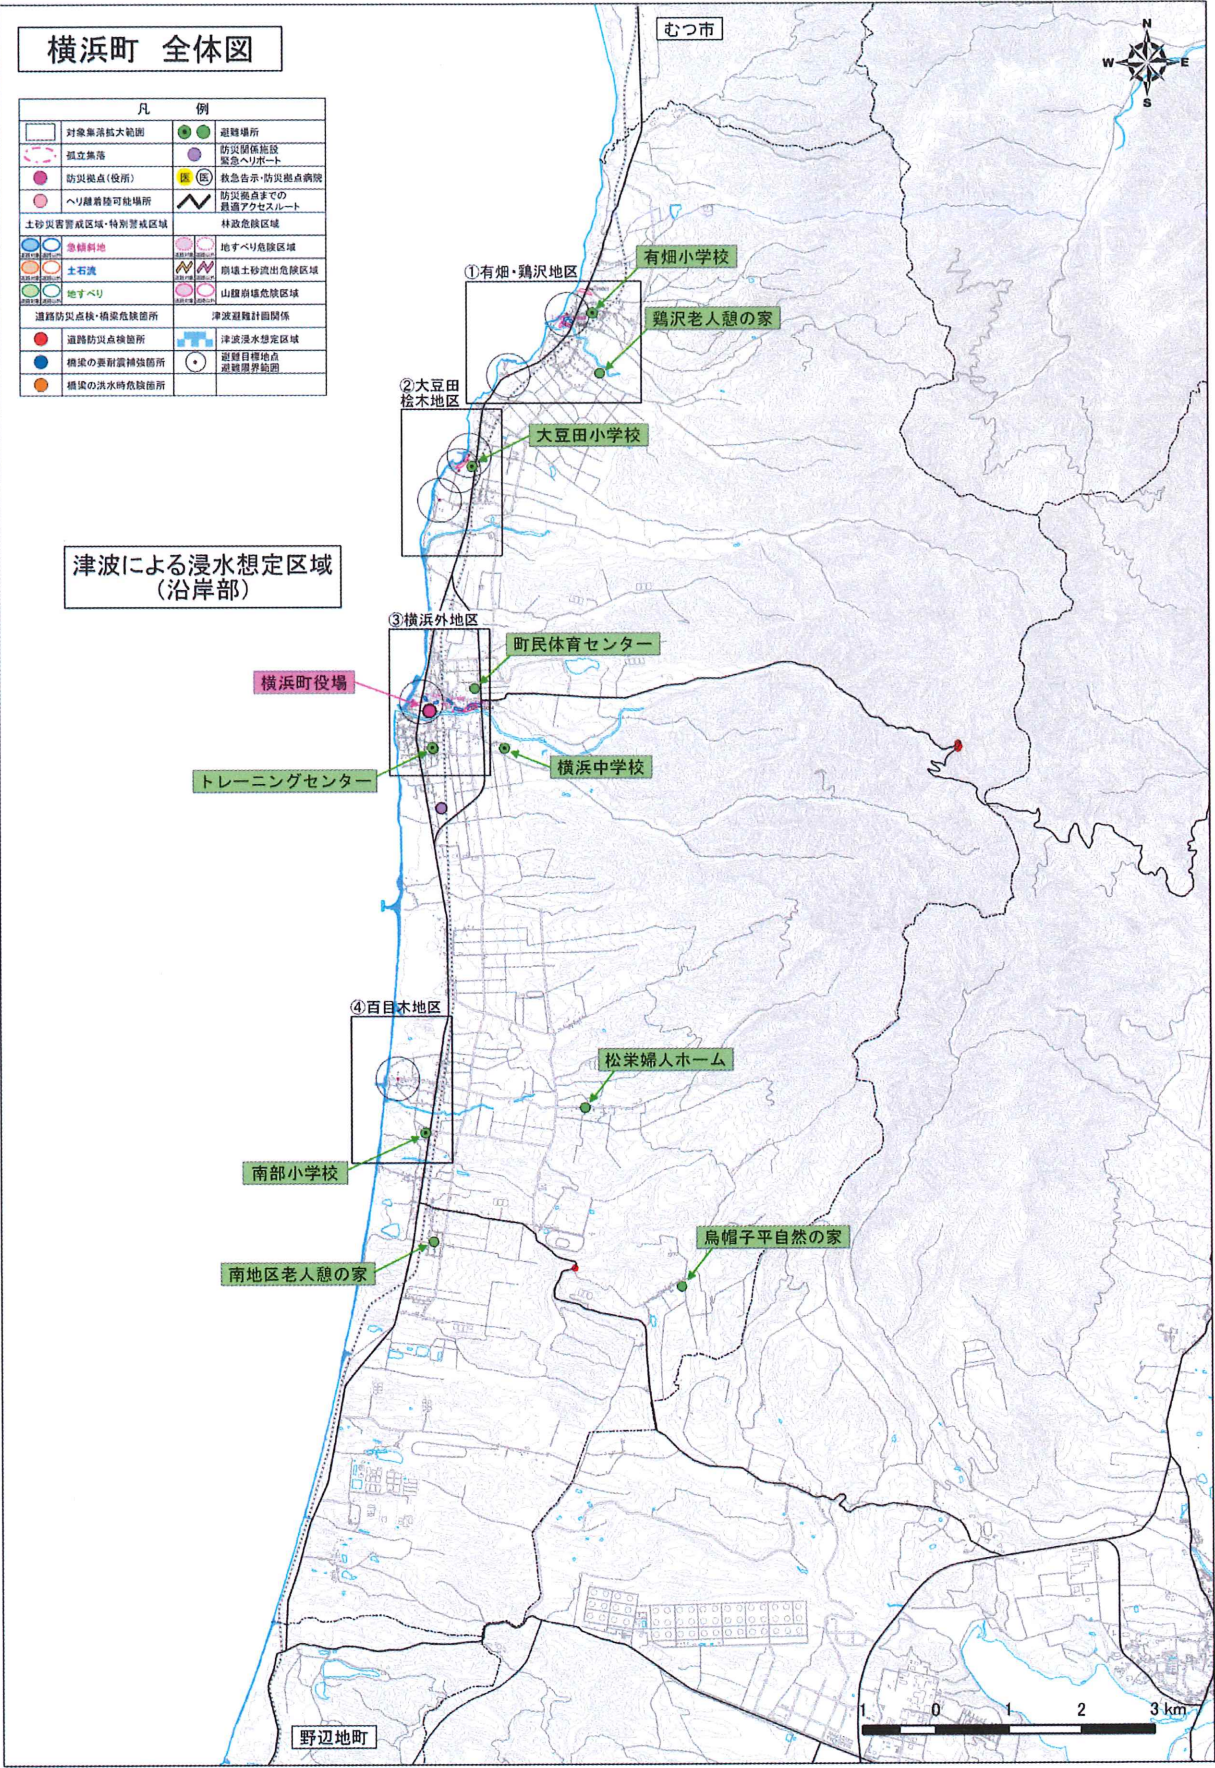 横浜町 全体図
むつ市
N
W
E
S
凡 例
対象集落拡大範囲
避難場所
孤立集落
防災関係施設
緊急ヘリポート
防災拠点(役所)
医 医 救急告示・防災拠点病院
ヘリ離着陸可能場所
防災拠点までの
最適アクセスルート
土砂災害警戒区域・特別警戒区域
林政危険区域
急傾斜地
地すべり危険区域
土石流
崩壊土砂流出危険区域
地すべり
山腹崩壊危険区域
道路防災点検・橋梁危険箇所
津波避難計画関係
道路防災点検箇所
津波浸水想定区域
橋梁の要耐震補強箇所
避難目標地点
避難限界範囲
橋梁の洪水時危険箇所
有畑小学校
①有畑・鶏沢地区
鶏沢老人憩の家
②大豆田
桧木地区
大豆田小学校
津波による浸水想定区域
(沿岸部)
③横浜外地区
町民体育センター
横浜町役場
横浜中学校
トレーニングセンター
④百目木地区
松栄婦人ホーム
南部小学校
烏帽子平自然の家
南地区老人憩の家
野辺地町
1 0 1 2 3 km